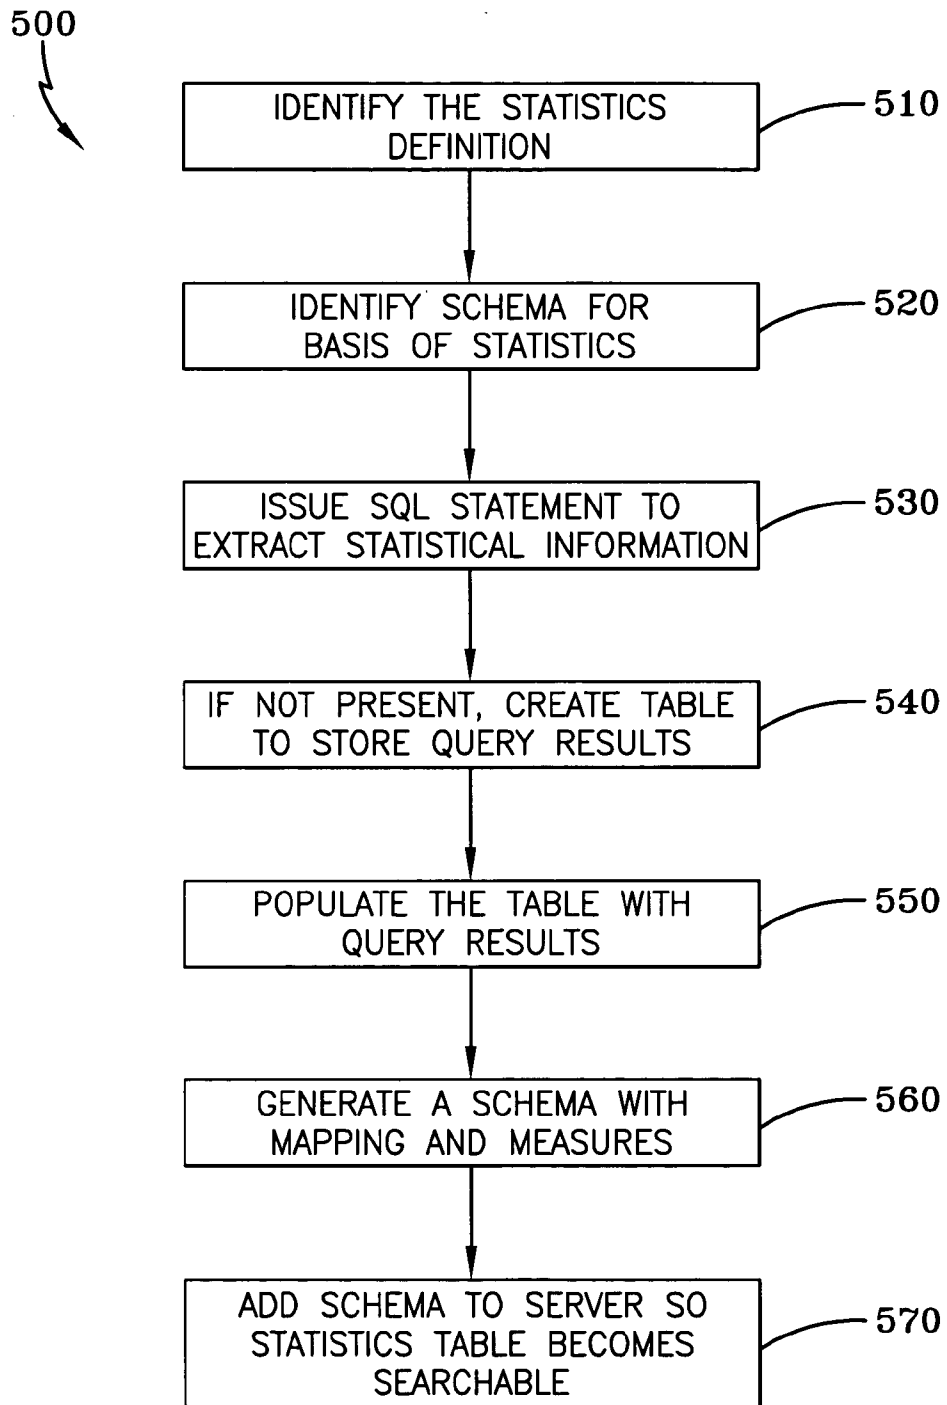 500
IDENTIFY THE STATISTICS
DEFINITION
510
IDENTIFY SCHEMA FOR
BASIS OF STATISTICS
520
ISSUE SQL STATEMENT TO
EXTRACT STATISTICAL INFORMATION
530
IF NOT PRESENT, CREATE TABLE
TO STORE QUERY RESULTS
540
POPULATE THE TABLE WITH
QUERY RESULTS
550
GENERATE A SCHEMA WITH
MAPPING AND MEASURES
560
ADD SCHEMA TO SERVER SO
STATISTICS TABLE BECOMES
SEARCHABLE
570